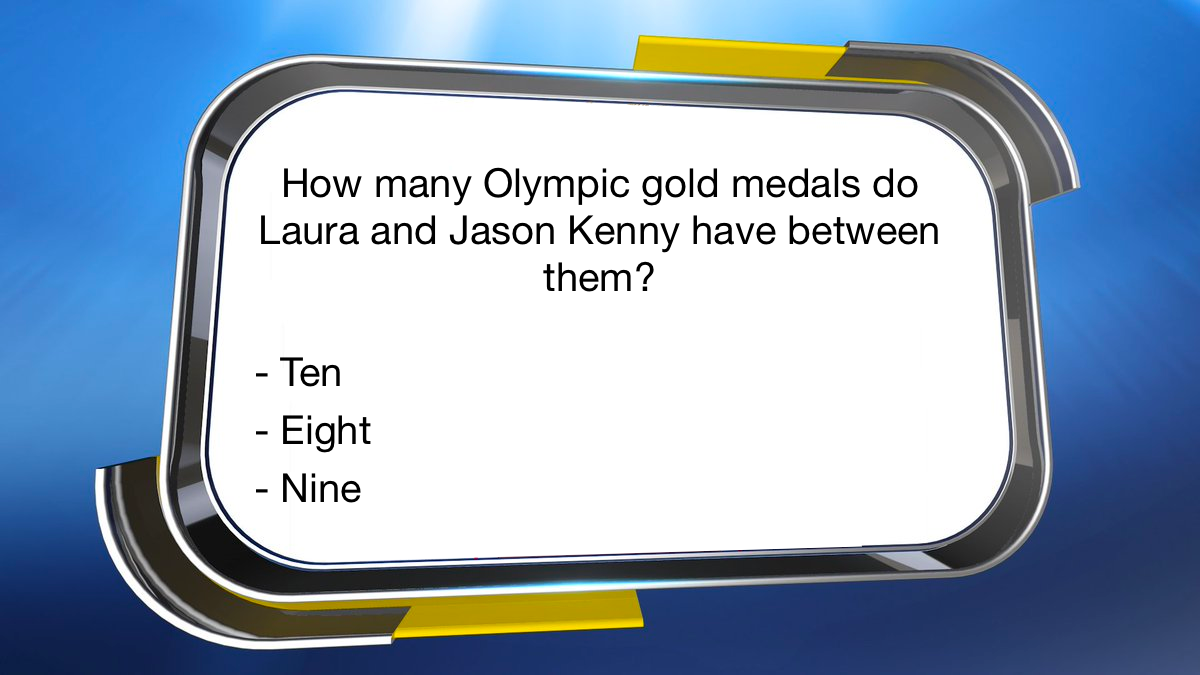 How many Olympic gold medals do
Laura and Jason Kenny have between
them?
- Ten
- Eight
- Nine